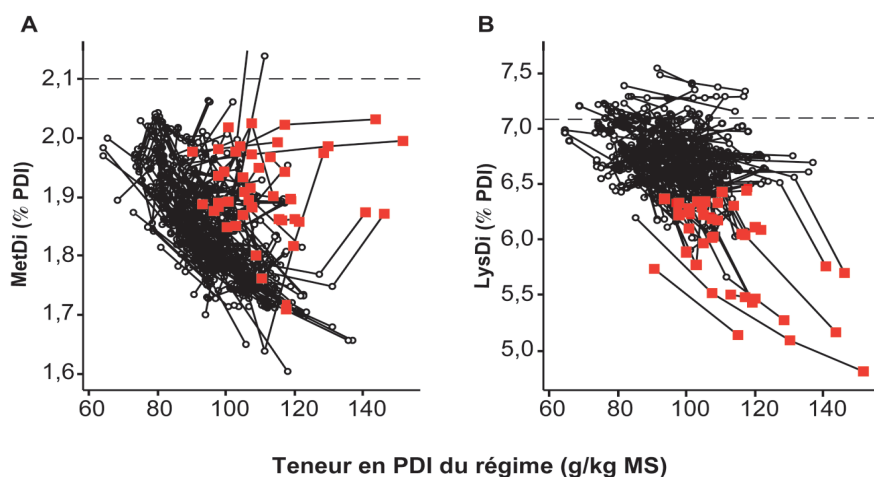 A
B
MetDi (% PDI)
2,1
2,0
1,9
1,8
1,7
1,6
60 80 100 120 140
LysDi (% PDI)
7,5
7,0
6,5
6,0
5,5
5,0
60 80 100 120 140
Teneur en PDI du régime (g/kg MS)